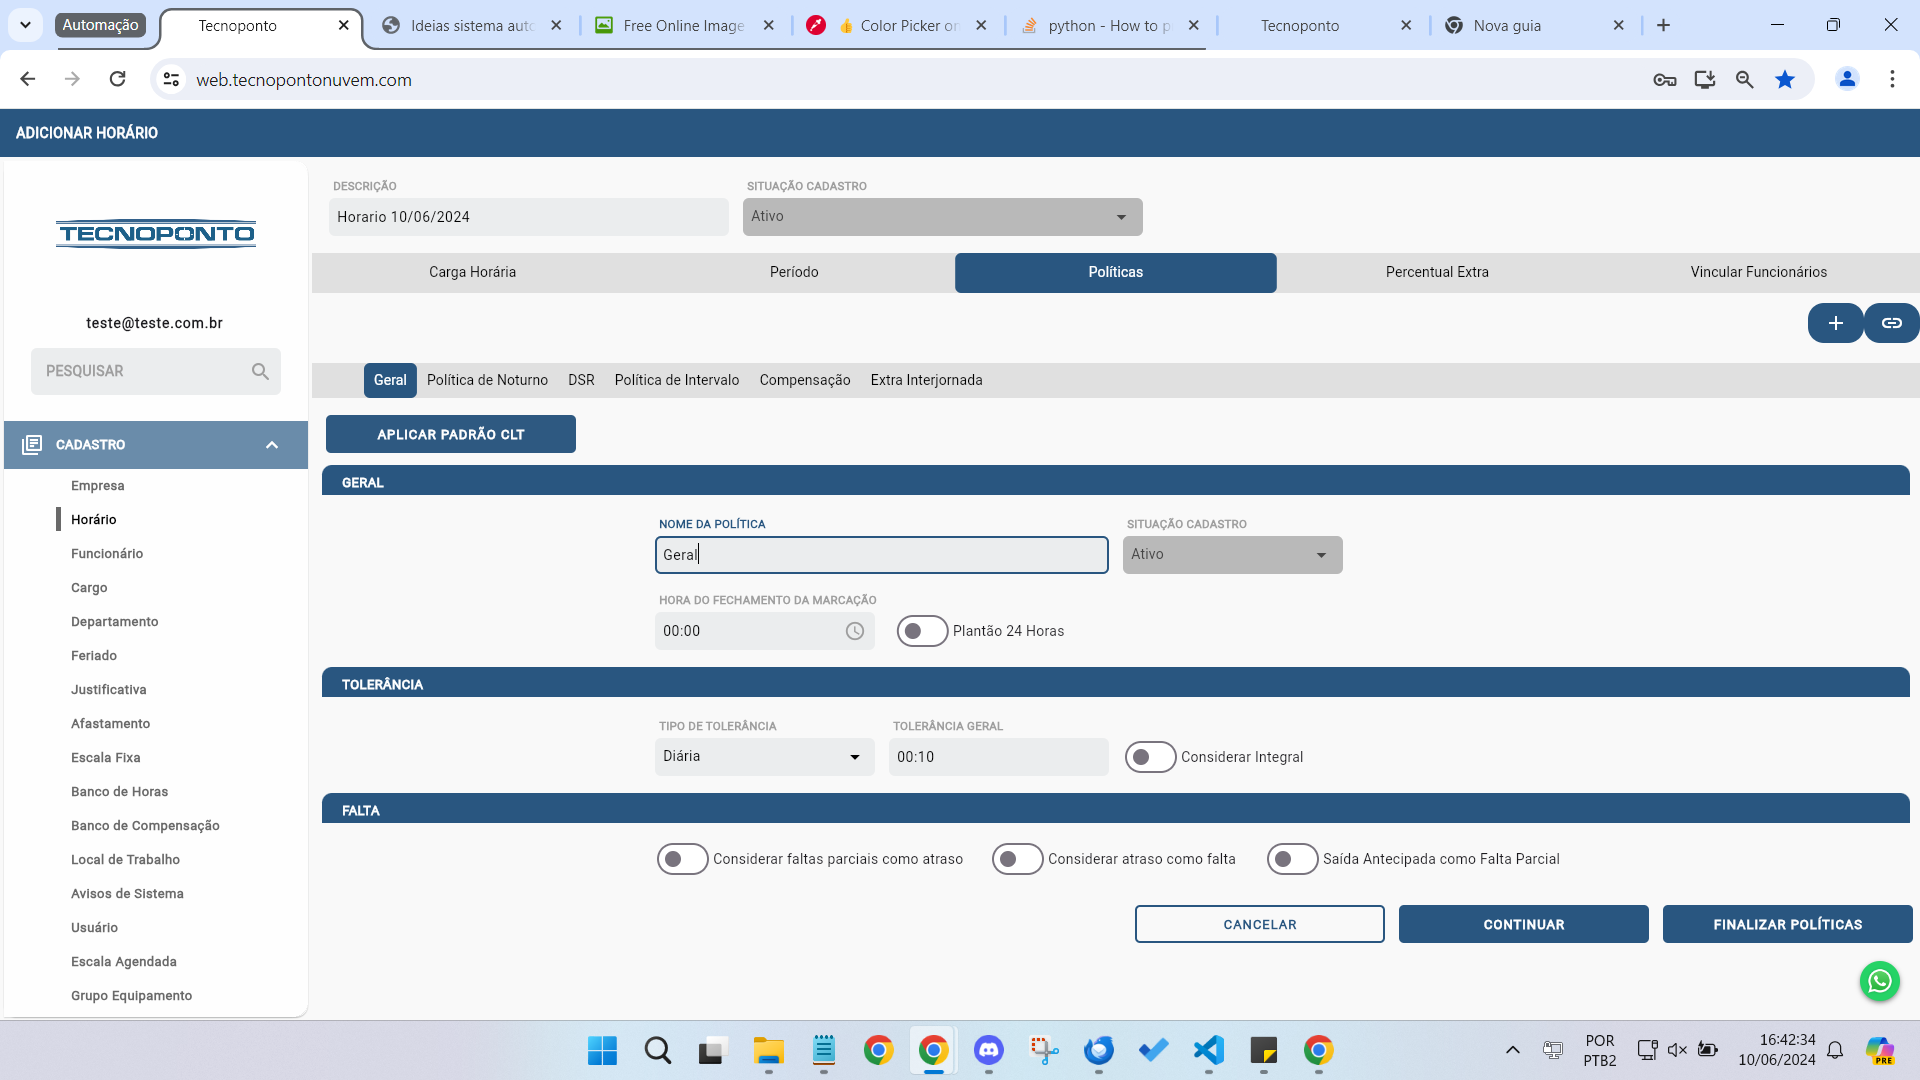 Automação
Tecnoponto
Ideias sistema auto
Free Online Image
Color Picker on
python - How to p
Tecnoponto
Nova guia
web.tecnopontonuvem.com
ADICIONAR HORÁRIO
TECNOPONTO
teste@teste.com.br
PESQUISAR
CADASTRO
Empresa
Horário
Funcionário
Cargo
Departamento
Feriado
Justificativa
Afastamento
Escala Fixa
Banco de Horas
Banco de Compensação
Local de Trabalho
Avisos de Sistema
Usuário
Escala Agendada
Grupo Equipamento
DESCRIÇÃO
Horario 10/06/2024
SITUAÇÃO CADASTRO
Ativo
Carga Horária
Período
Políticas
Percentual Extra
Vincular Funcionários
Geral
Política de Noturno
DSR
Política de Intervalo
Compensação
Extra Interjornada
APLICAR PADRÃO CLT
GERAL
NOME DA POLÍTICA
Geral
SITUAÇÃO CADASTRO
Ativo
HORA DO FECHAMENTO DA MARCAÇÃO
00:00
Plantão 24 Horas
TOLERÂNCIA
TIPO DE TOLERÂNCIA
Diária
TOLERÂNCIA GERAL
00:10
Considerar Integral
FALTA
Considerar faltas parciais como atraso
Considerar atraso como falta
Saída Antecipada como Falta Parcial
CANCELAR
CONTINUAR
FINALIZAR POLÍTICAS
POR
PTB2
16:42:34
10/06/2024
PRE